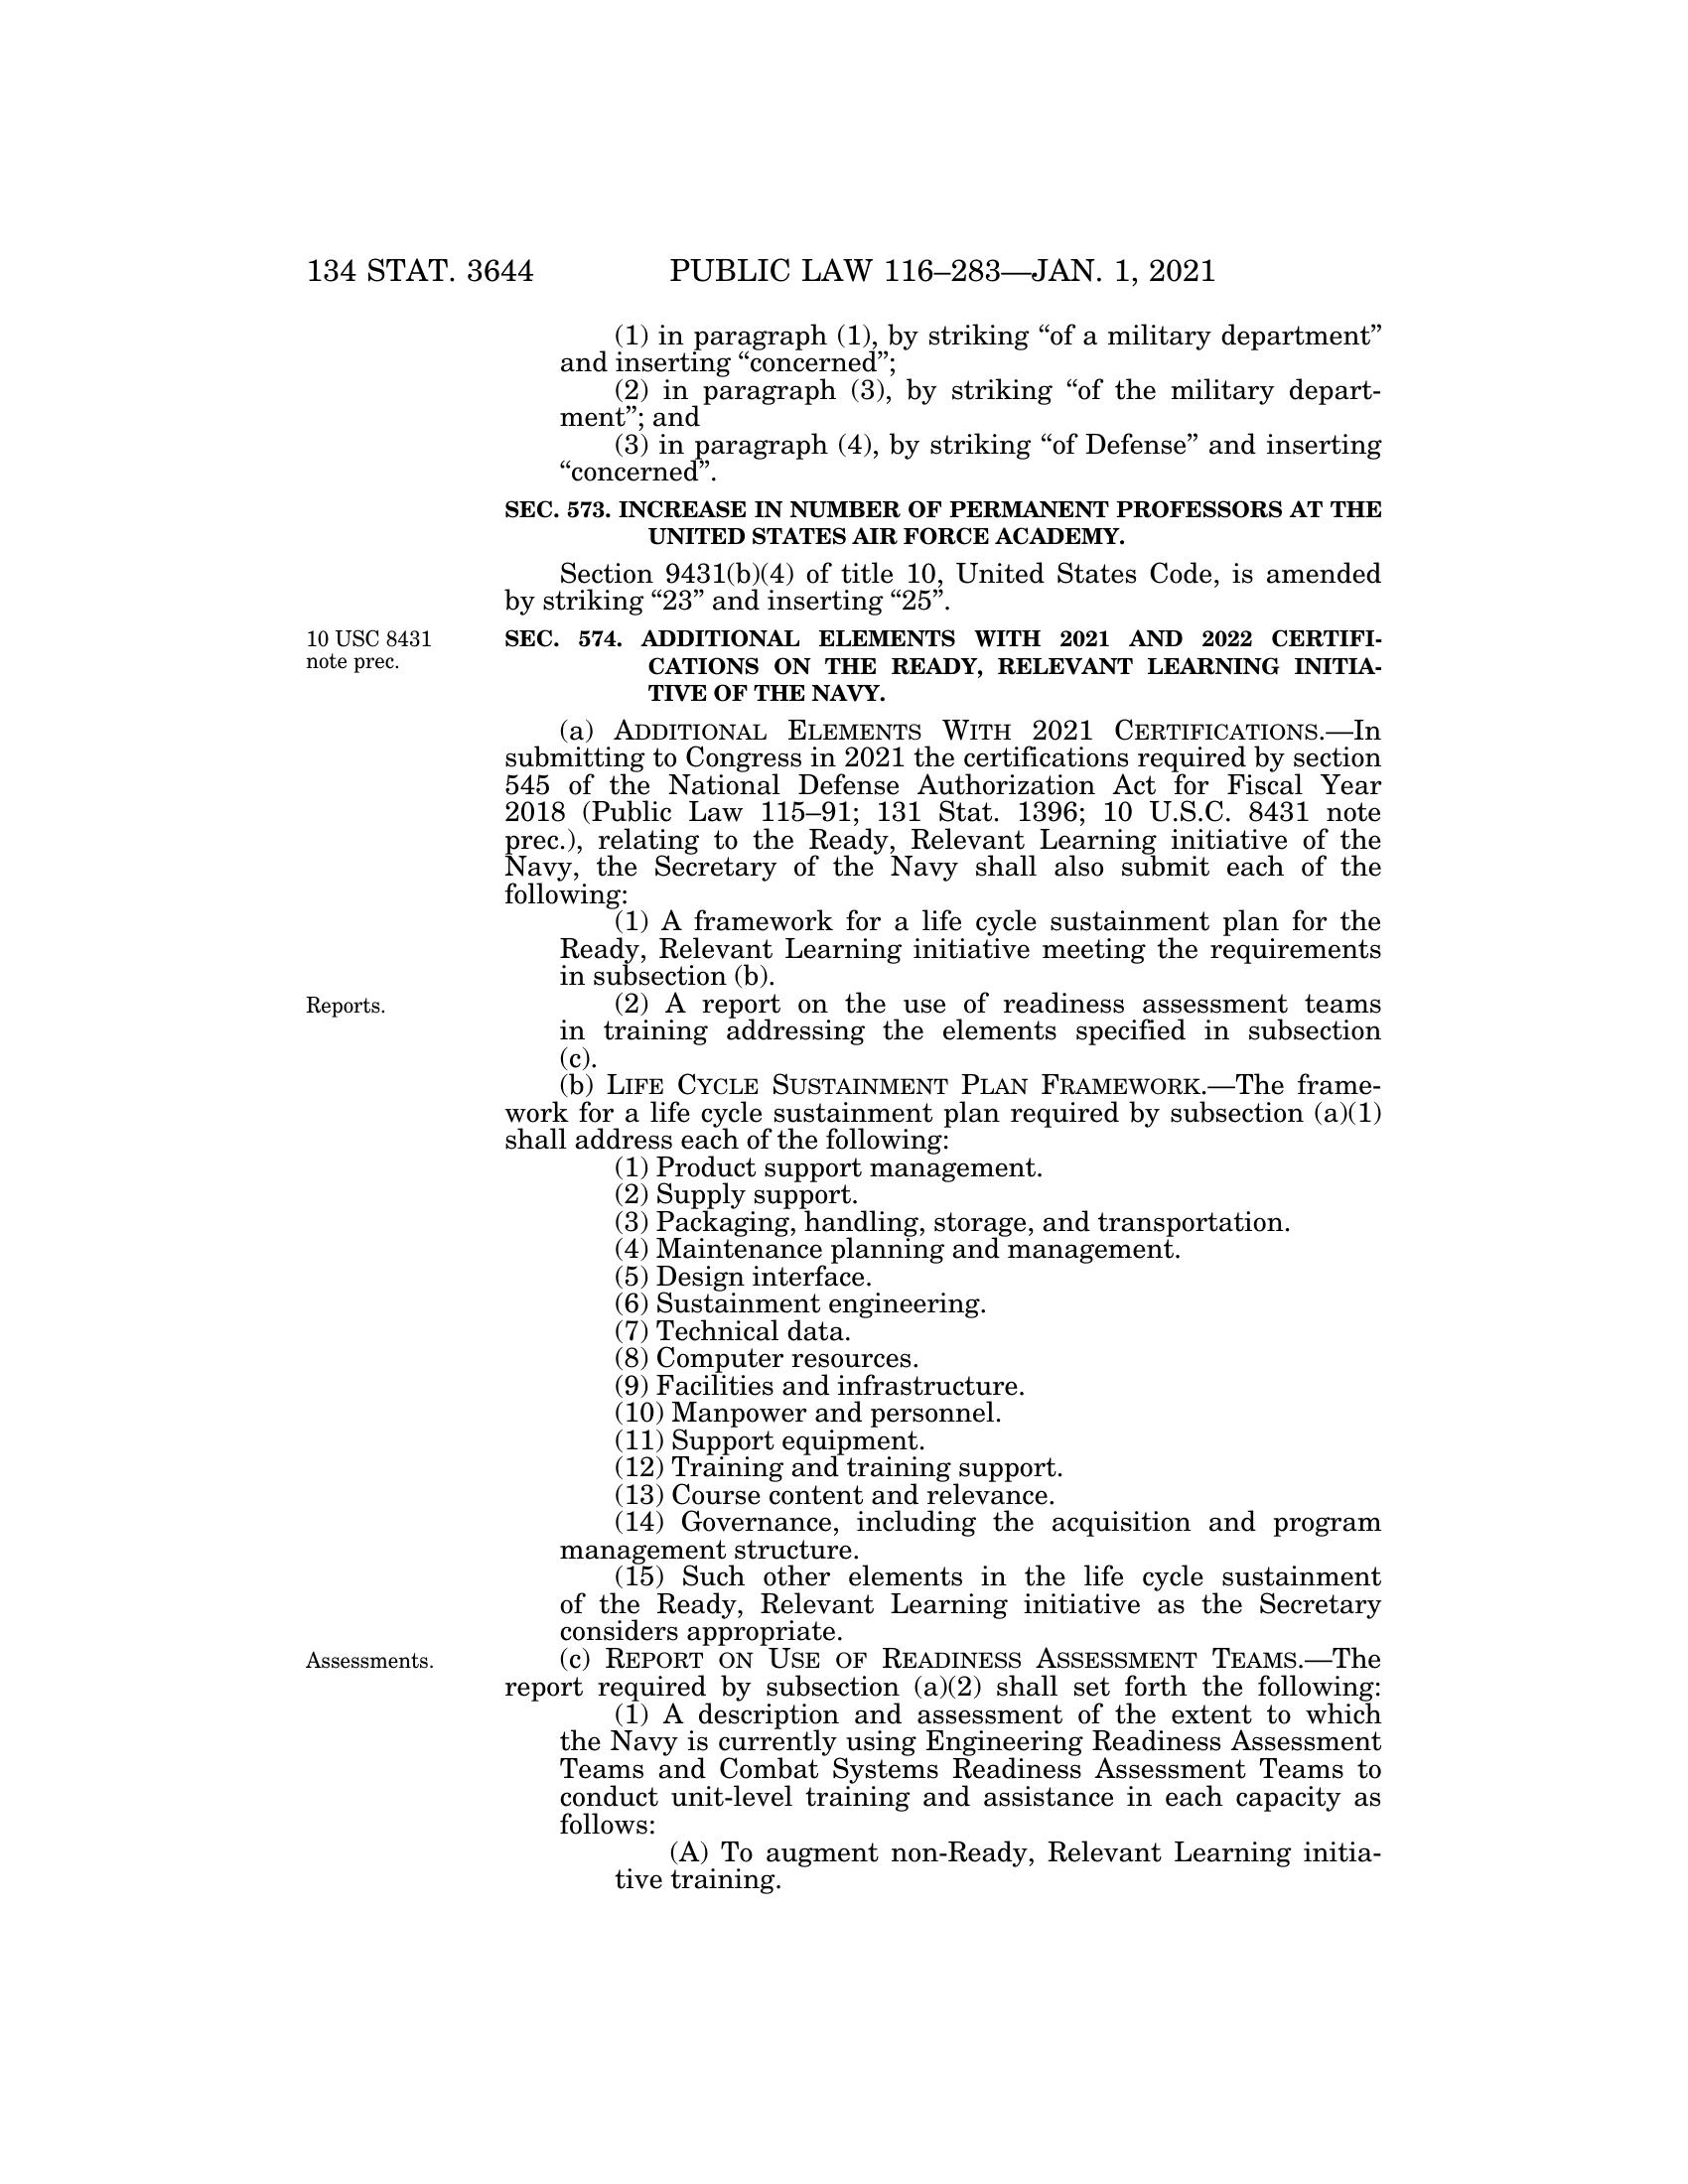 134 STAT. 3644
PUBLIC LAW 116–283—JAN. 1, 2021
(1) in paragraph (1), by striking “of a military department”
and inserting “concerned”;
(2) in paragraph (3), by striking “of the military depart-
ment”; and
(3) in paragraph (4), by striking “of Defense” and inserting
“concerned”.
SEC. 573. INCREASE IN NUMBER OF PERMANENT PROFESSORS AT THE
UNITED STATES AIR FORCE ACADEMY.
Section 9431(b)(4) of title 10, United States Code, is amended
by striking “23” and inserting “25”.
10 USC 8431
note prec.
SEC. 574. ADDITIONAL ELEMENTS WITH 2021 AND 2022 CERTIFI-
CATIONS ON THE READY, RELEVANT LEARNING INITIA-
TIVE OF THE NAVY.
(a) ADDITIONAL ELEMENTS WITH 2021 CERTIFICATIONS.—In
submitting to Congress in 2021 the certifications required by section
545 of the National Defense Authorization Act for Fiscal Year
2018 (Public Law 115–91; 131 Stat. 1396; 10 U.S.C. 8431 note
prec.), relating to the Ready, Relevant Learning initiative of the
Navy, the Secretary of the Navy shall also submit each of the
following:
(1) A framework for a life cycle sustainment plan for the
Ready, Relevant Learning initiative meeting the requirements
in subsection (b).
Reports.
(2) A report on the use of readiness assessment teams
in training addressing the elements specified in subsection
(c).
(b) LIFE CYCLE SUSTAINMENT PLAN FRAMEWORK.—The frame-
work for a life cycle sustainment plan required by subsection (a)(1)
shall address each of the following:
(1) Product support management.
(2) Supply support.
(3) Packaging, handling, storage, and transportation.
(4) Maintenance planning and management.
(5) Design interface.
(6) Sustainment engineering.
(7) Technical data.
(8) Computer resources.
(9) Facilities and infrastructure.
(10) Manpower and personnel.
(11) Support equipment.
(12) Training and training support.
(13) Course content and relevance.
(14) Governance, including the acquisition and program
management structure.
(15) Such other elements in the life cycle sustainment
of the Ready, Relevant Learning initiative as the Secretary
considers appropriate.
Assessments.
(c) REPORT ON USE OF READINESS ASSESSMENT TEAMS.—The
report required by subsection (a)(2) shall set forth the following:
(1) A description and assessment of the extent to which
the Navy is currently using Engineering Readiness Assessment
Teams and Combat Systems Readiness Assessment Teams to
conduct unit-level training and assistance in each capacity as
follows:
(A) To augment non-Ready, Relevant Learning initia-
tive training.